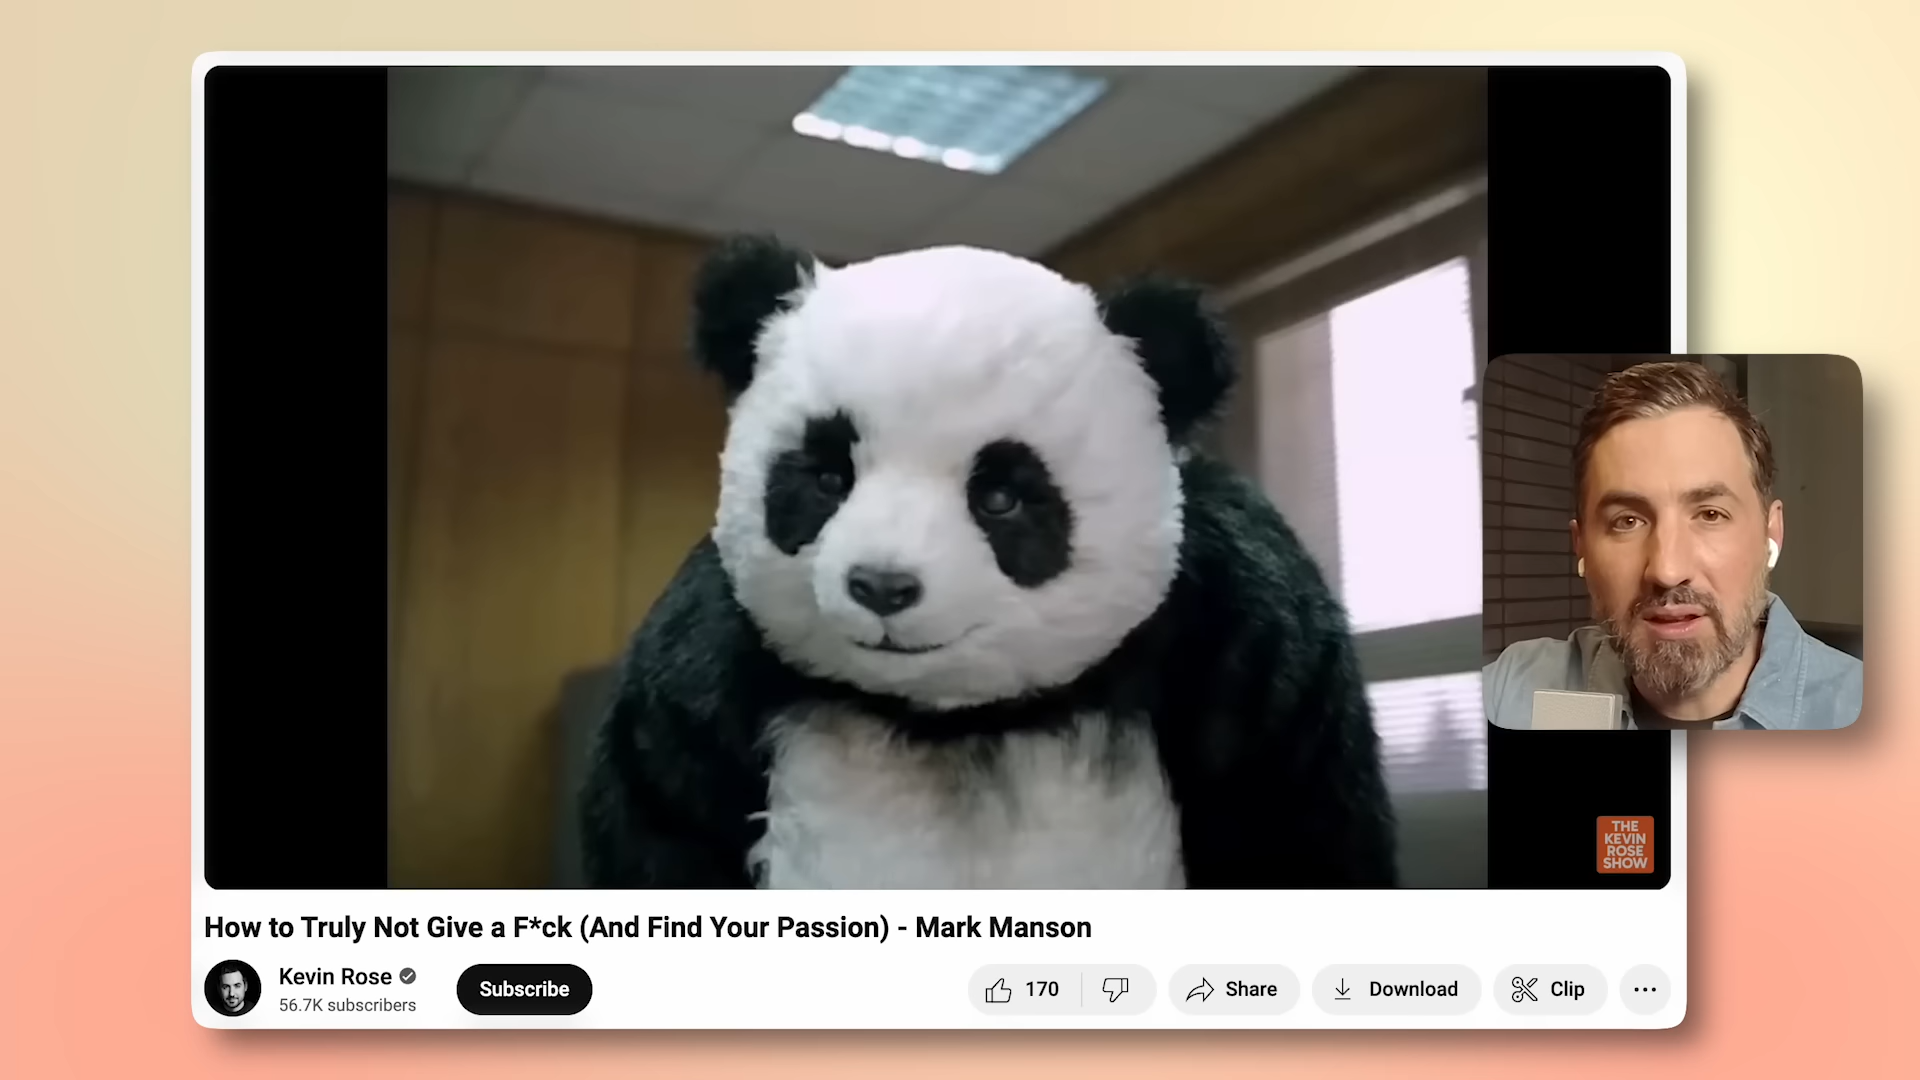 THE
KEVIN
ROSE
SHOW
How to Truly Not Give a F*ck (And Find Your Passion) - Mark Manson
Kevin Rose
56.7K subscribers
Subscribe
170
Share
Download
Clip